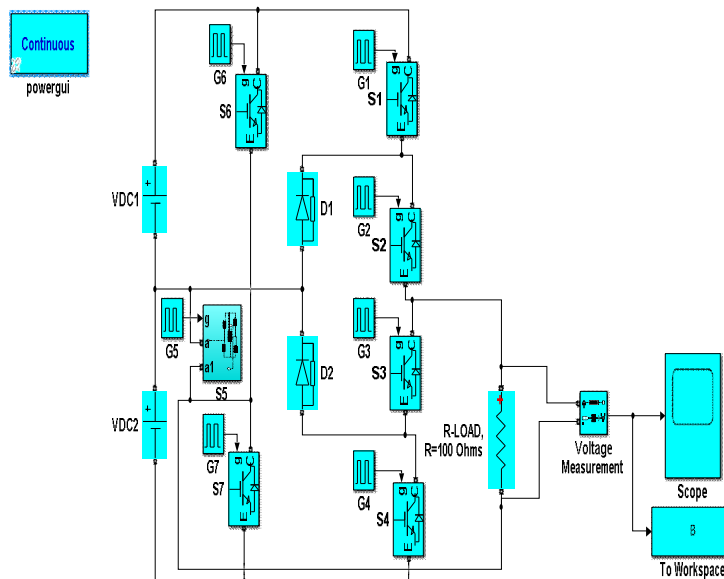 Continuous
powergui
G6
g
C
E
S6
G1
g
C
E
S1
VDC1
+
D1
G2
g
C
E
S2
G5
g
a
a1
S5
D2
G3
g
C
E
S3
VDC2
+
G7
g
C
E
S7
G4
g
C
E
S4
R-LOAD,
R=100 Ohms
+
-
v
Voltage
Measurement
Scope
B
To Workspace